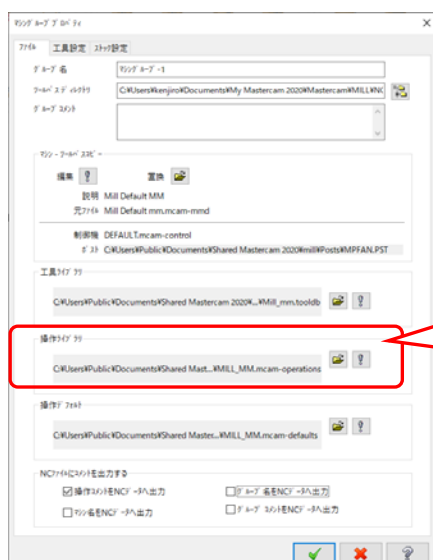 ﾏｼﾝｸﾞ ｸﾞﾙｰﾌﾟ ﾌﾟﾛﾊﾟﾃｨ
ﾌｧｲﾙ 工具設定 ｽﾄｯｸ設定
ｸﾞﾙｰﾌﾟ名 ﾏｼﾝｸﾞﾙｰﾌﾟ-1
ﾂｰﾙﾊﾟｽﾃﾞｨﾚｸﾄﾘ C:¥Users¥kenjiro¥Documents¥My Mastercam 2020¥Mastercam¥MILL¥NC
ｸﾞﾙｰﾌﾟｺﾒﾝﾄ
ﾏｼﾝ - ﾂｰﾙﾊﾟｽｺﾋﾟｰ
編集 置換
説明 Mill Default MM
元ﾌｧｲﾙ Mill Default mm.mcam-mmd
制御機 DEFAULT.mcam-control
ﾎﾟｽﾄ C:¥Users¥Public¥Documents¥Shared Mastercam 2020¥mill¥Posts¥MPFAN.PST
工具ﾗｲﾌﾞﾗﾘ
C:¥Users¥Public¥Documents¥Shared Mastercam 2020¥...¥Mill_mm.tooldb
操作ﾗｲﾌﾞﾗﾘ
C:¥Users¥Public¥Documents¥Shared Mast...¥MILL_MM.mcam-operations
操作ﾃﾞﾌｫﾙﾄ
C:¥Users¥Public¥Documents¥Shared Master...¥MILL_MM.mcam-defaults
NCﾌｧｲﾙにｺﾒﾝﾄを出力する
操作ｺﾒﾝﾄをNCﾃﾞｰﾀへ出力 ｸﾞﾙｰﾌﾟ名をNCﾃﾞｰﾀへ出力
ﾏｼﾝ名をNCﾃﾞｰﾀへ出力 ｸﾞﾙｰﾌﾟｺﾒﾝﾄをNCﾃﾞｰﾀへ出力